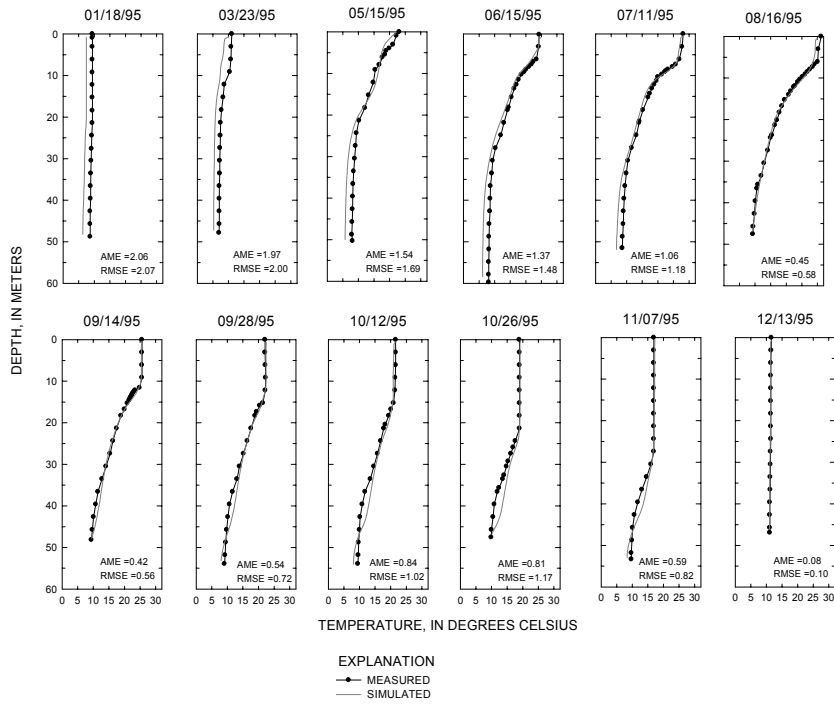 01/18/95 03/23/95 05/15/95 06/15/95 07/11/95 08/16/95
0
10
20
30
40
50
60
AME =2.06
RMSE =2.07
AME =1.97
RMSE =2.00
AME =1.54
RMSE =1.69
AME =1.37
RMSE =1.48
AME =1.06
RMSE =1.18
AME =0.45
RMSE =0.58
DEPTH, IN METERS
09/14/95 09/28/95 10/12/95 10/26/95 11/07/95 12/13/95
0
10
20
30
40
50
60
AME =0.42
RMSE =0.56
AME =0.54
RMSE =0.72
AME =0.84
RMSE =1.02
AME =0.81
RMSE =1.17
AME =0.59
RMSE =0.82
AME =0.08
RMSE =0.10
0 5 10 15 20 25 30 0 5 10 15 20 25 30 0 5 10 15 20 25 30 0 5 10 15 20 25 30 0 5 10 15 20 25 30 0 5 10 15 20 25 30
TEMPERATURE, IN DEGREES CELSIUS
EXPLANATION
MEASURED
SIMULATED